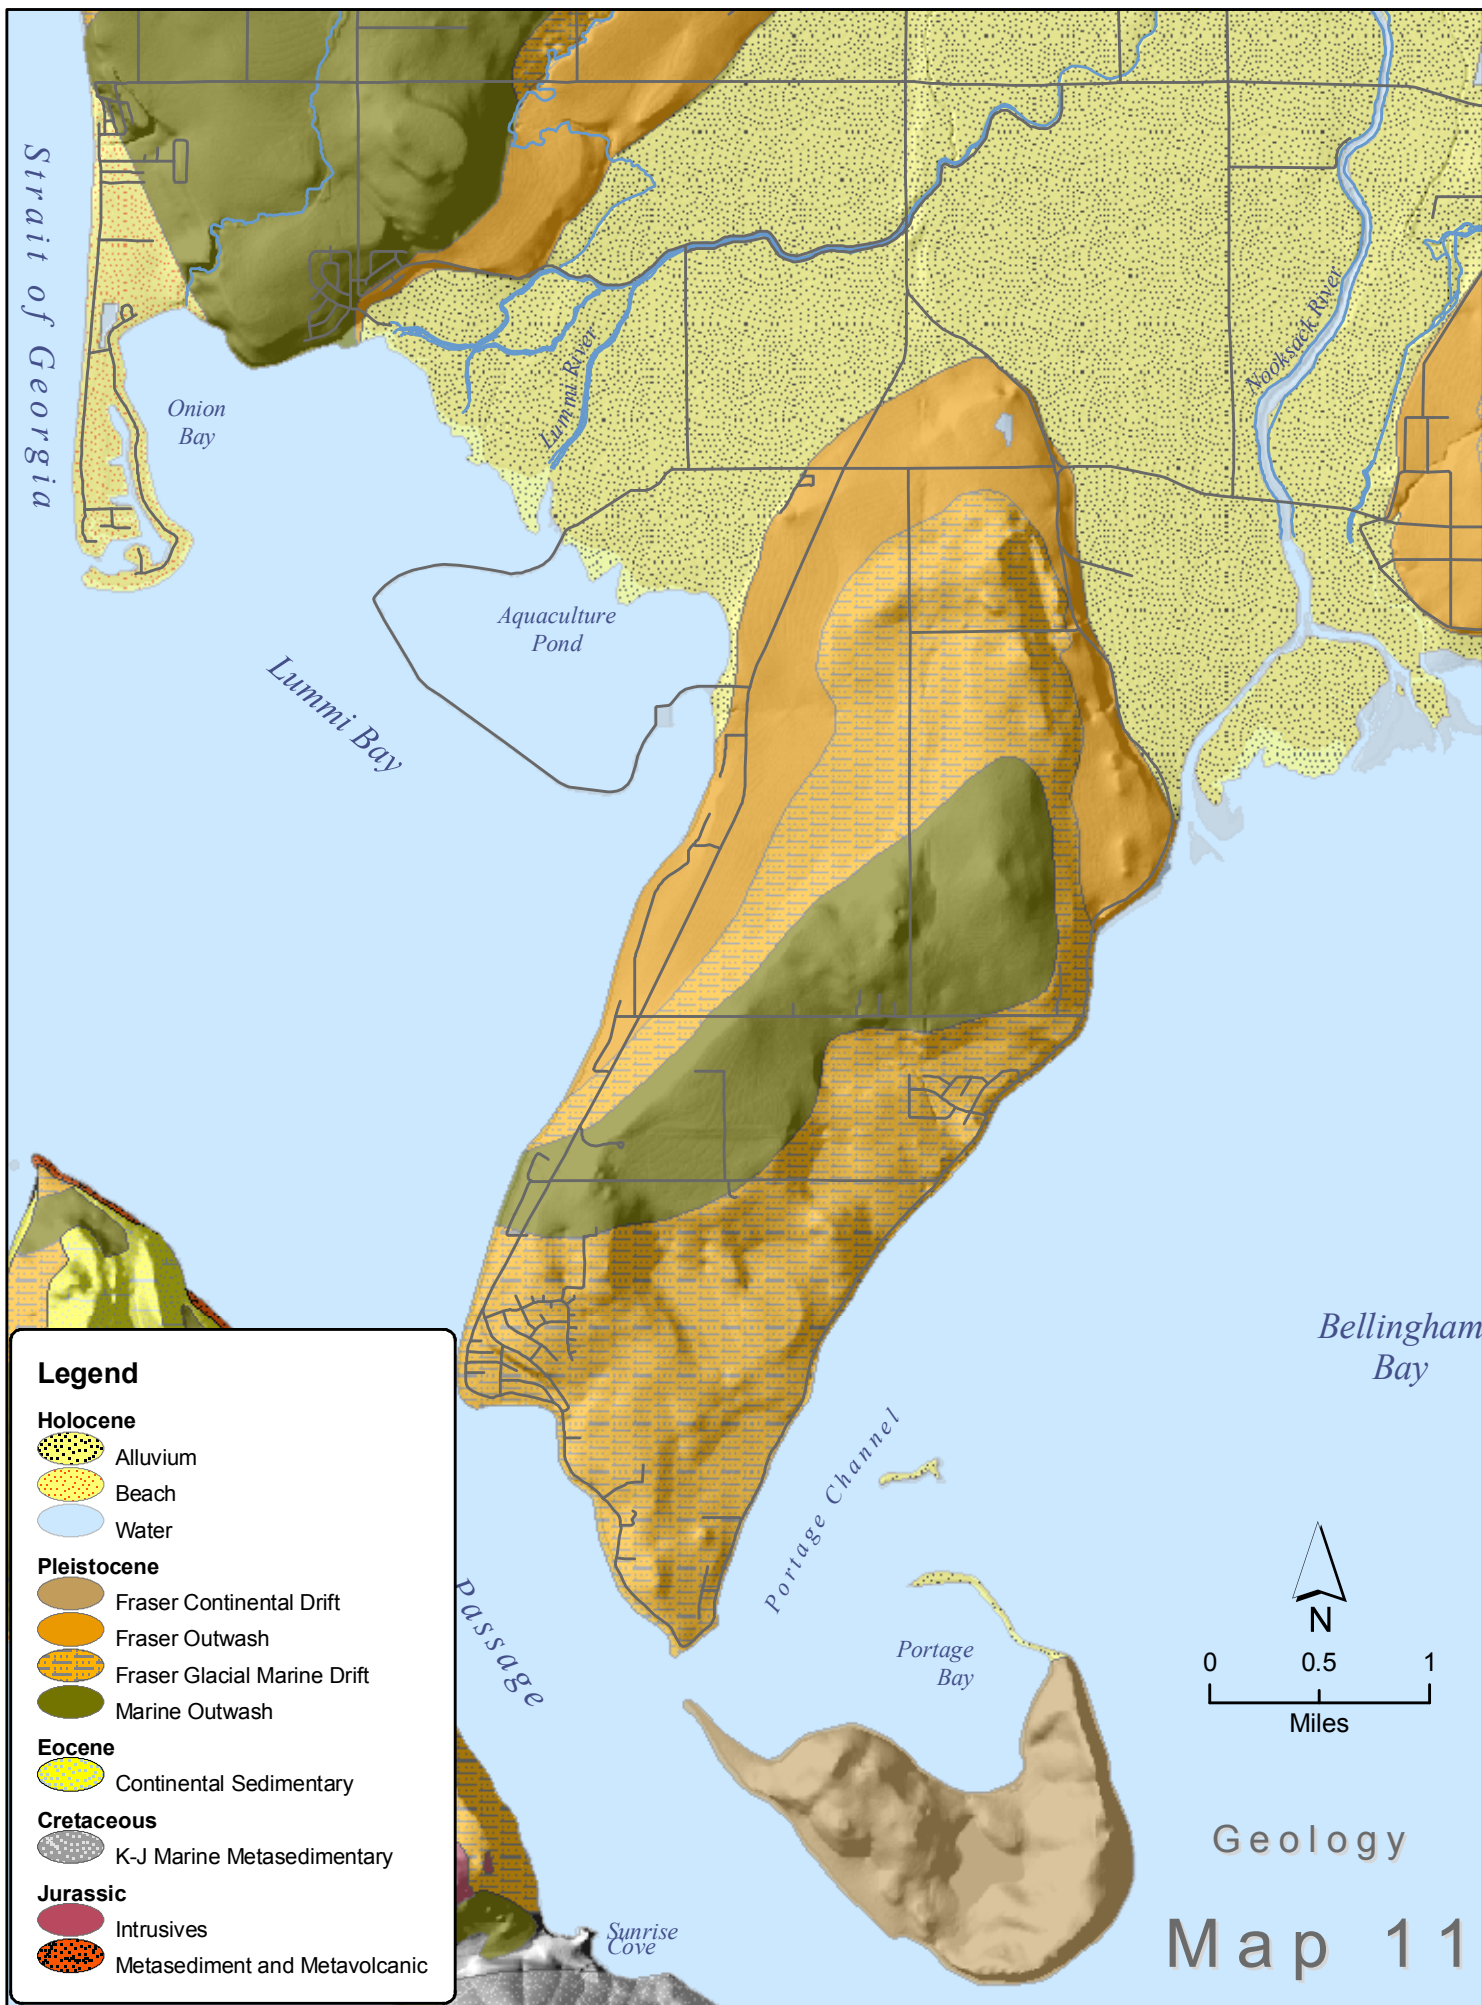 Strait of Georgia
Onion
Bay
Lummi River
Nooksack River
Aquaculture
Pond
Lummi Bay
Bellingham
Bay
Portage Channel
Passage
Portage
Bay
Sunrise
Cove
N
0 0.5 1
Miles
Geology
Map 11
Legend
Holocene
Alluvium
Beach
Water
Pleistocene
Fraser Continental Drift
Fraser Outwash
Fraser Glacial Marine Drift
Marine Outwash
Eocene
Continental Sedimentary
Cretaceous
K-J Marine Metasedimentary
Jurassic
Intrusives
Metasediment and Metavolcanic